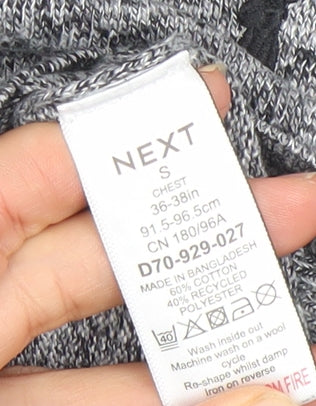 NEXT
S
CHEST
36-38in
91.5-96.5cm
CN 180/96A
D70-929-027
MADE IN BANGLADESH
60% COTTON
40% RECYCLED
POLYESTER
40
Wash inside out
Machine wash on a wool
cycle
Re-shape whilst damp
Iron on reverse
FIRE